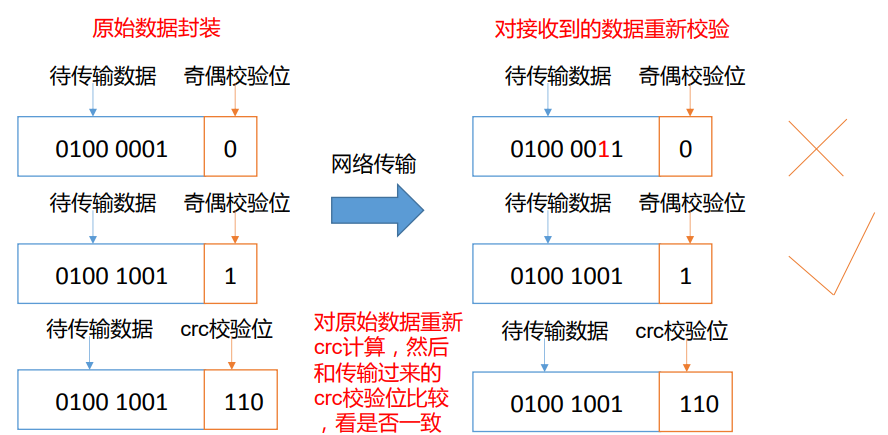 原始数据封装
对接收到的数据重新校验
待传输数据 奇偶校验位
待传输数据 奇偶校验位
0100 0001 0
0100 0011 0
网络传输
待传输数据 奇偶校验位
待传输数据 奇偶校验位
0100 1001 1
0100 1001 1
待传输数据 crc校验位
对原始数据重新
crc计算，然后
和传输过来的
crc校验位比较
，看是否一致
待传输数据 crc校验位
0100 1001 110
0100 1001 110